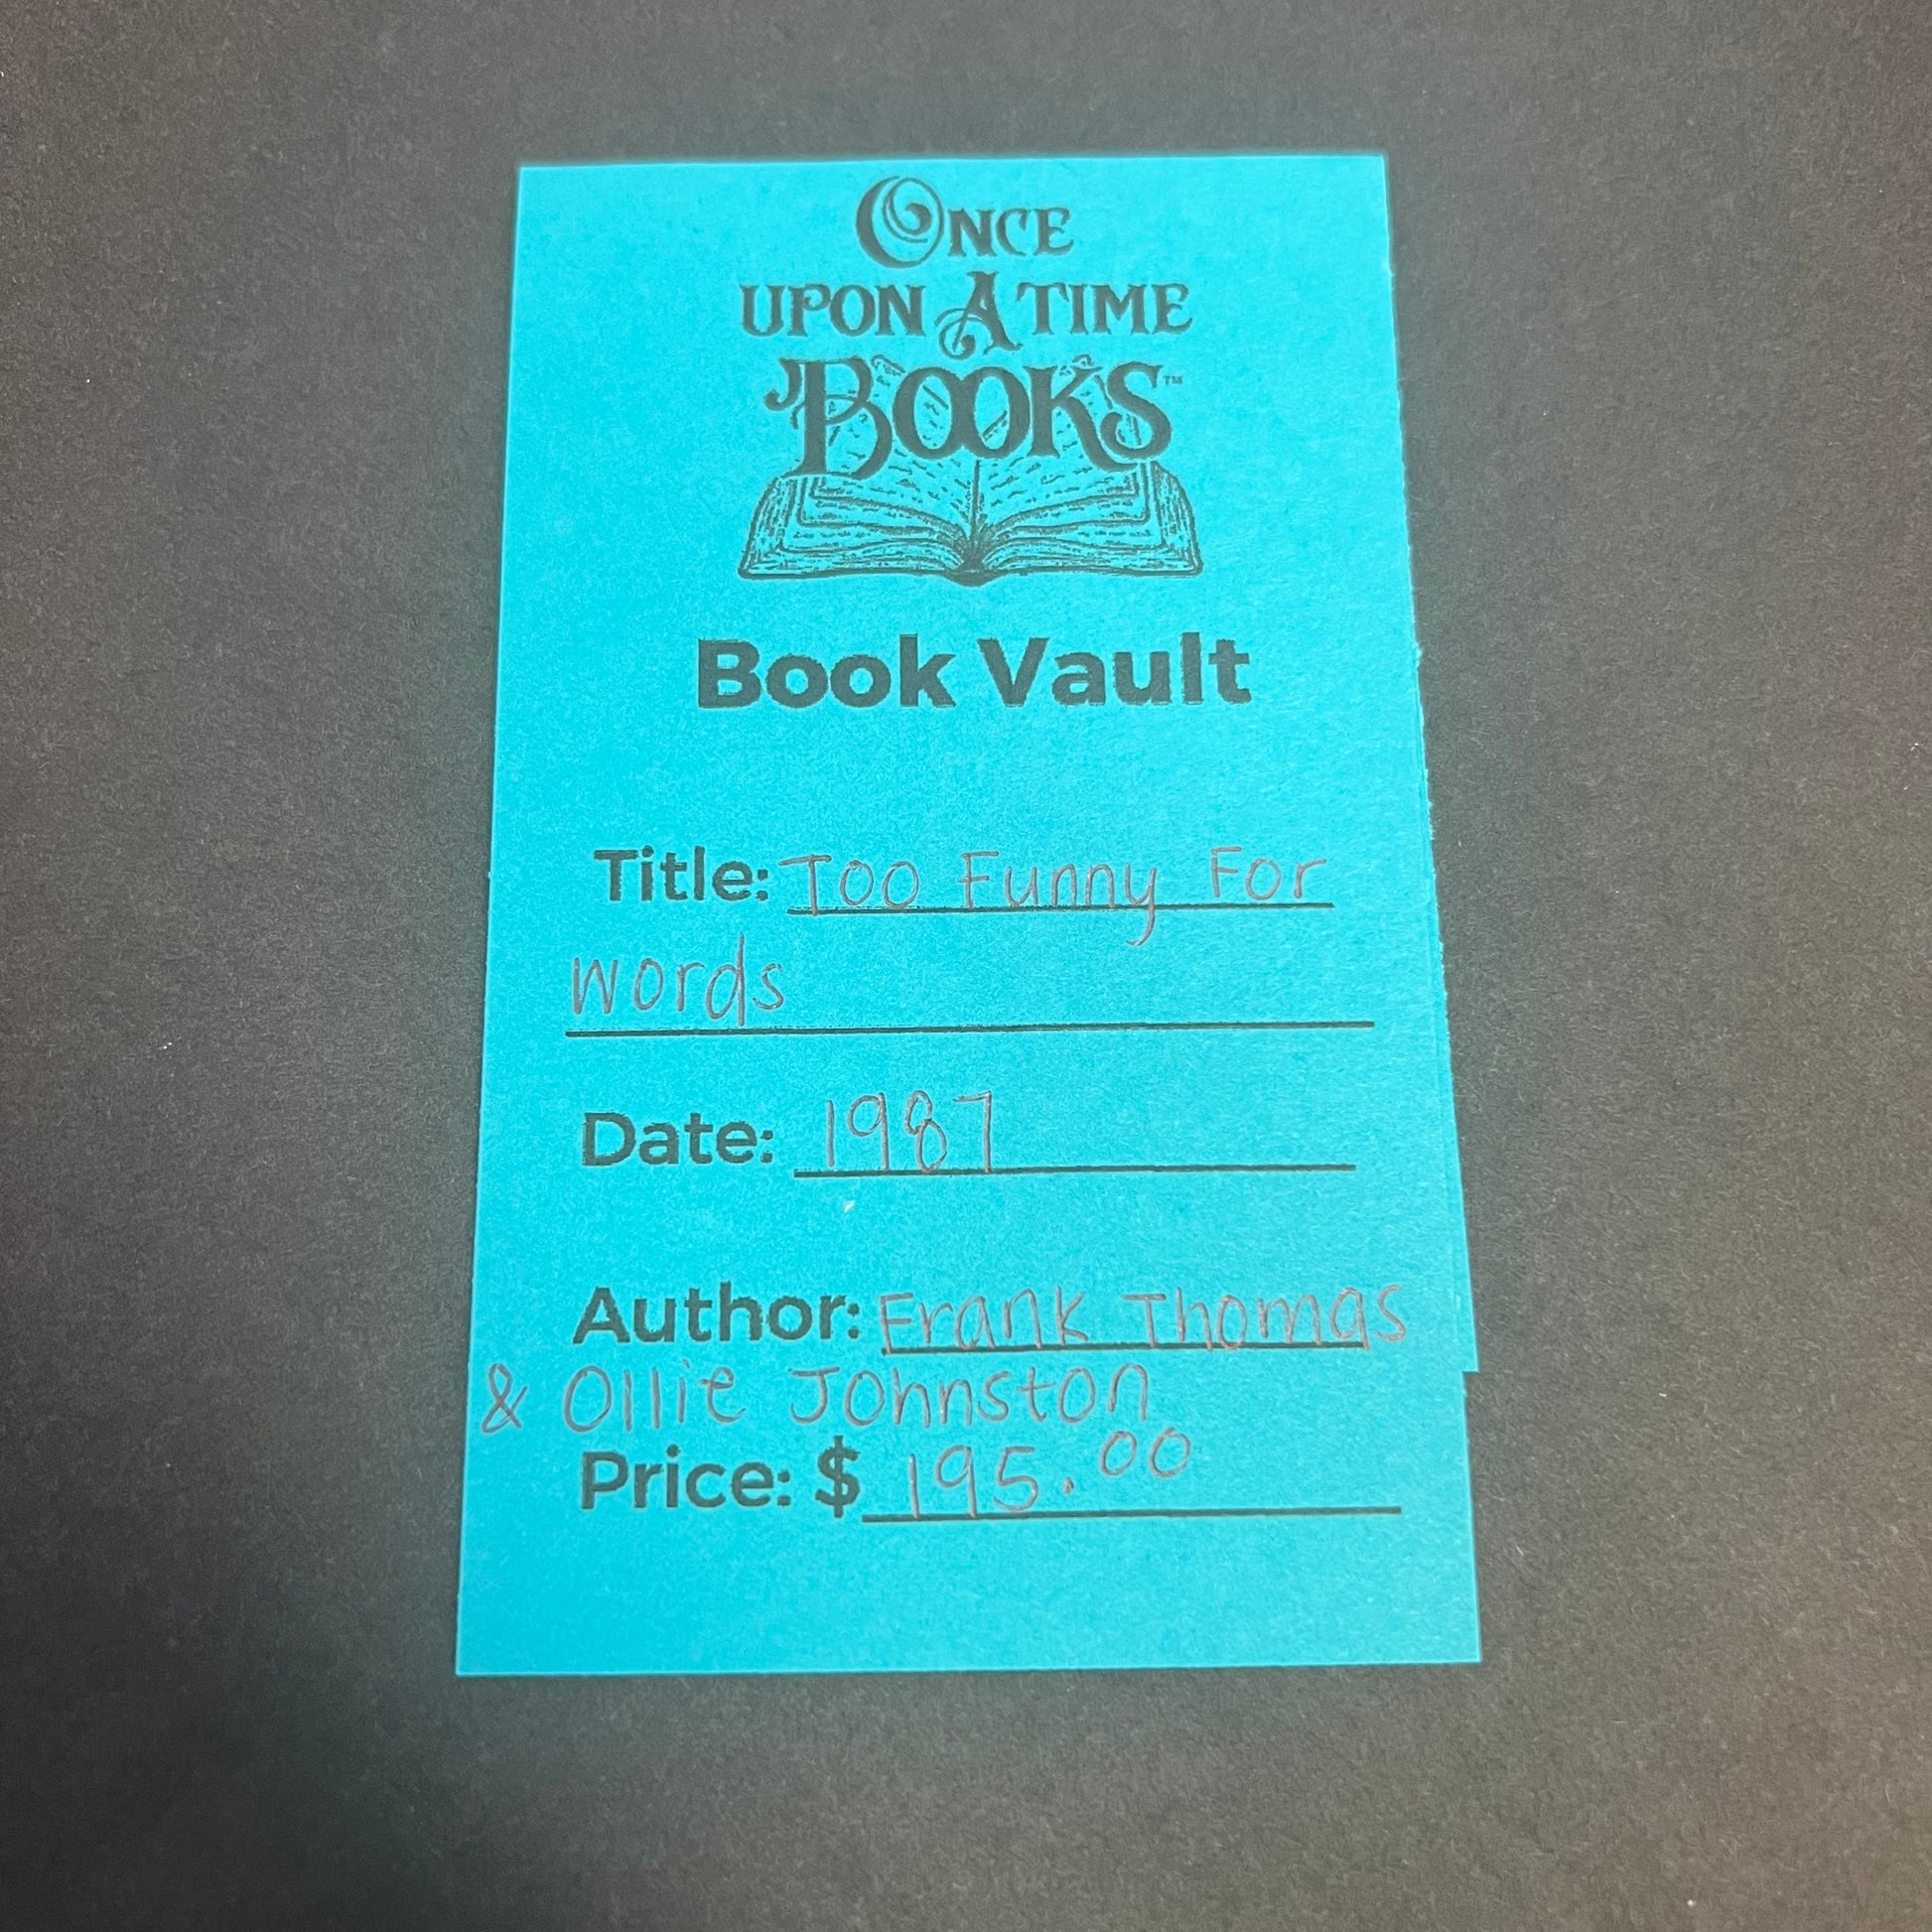 ONCE
UPON A TIME
BOOKS™
Book Vault
Title: Too Funny For
words
Date: 1987
Author: Frank Thomas
& Ollie Johnston
Price: $ 195.00